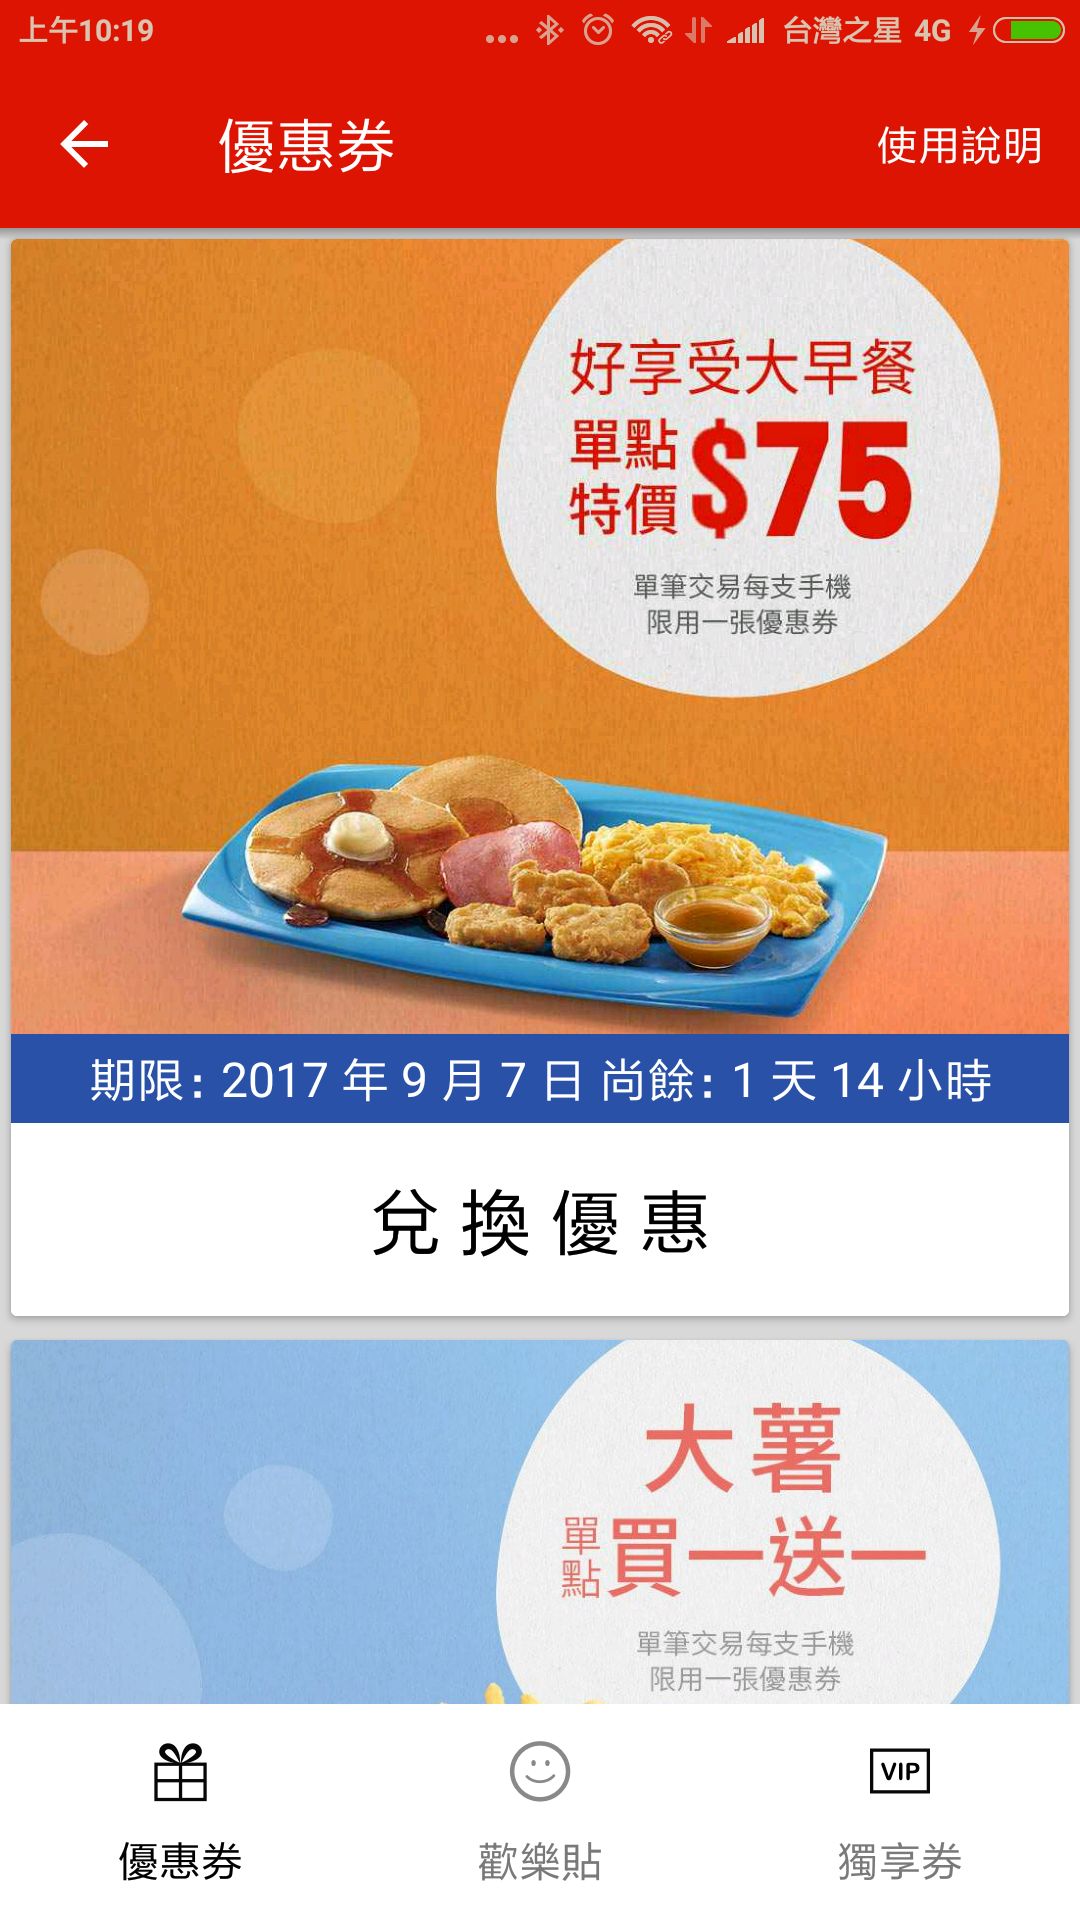 上午10:19 ... 台灣之星 4G
優惠券 使用說明
好享受大早餐
單點
特價 $75
單筆交易每支手機
限用一張優惠券
期限: 2017 年 9 月 7 日 尚餘: 1 天 14 小時
兌 換 優 惠
大薯
單點 買一送一
單筆交易每支手機
限用一張優惠券
VIP
優惠券 歡樂貼 獨享券